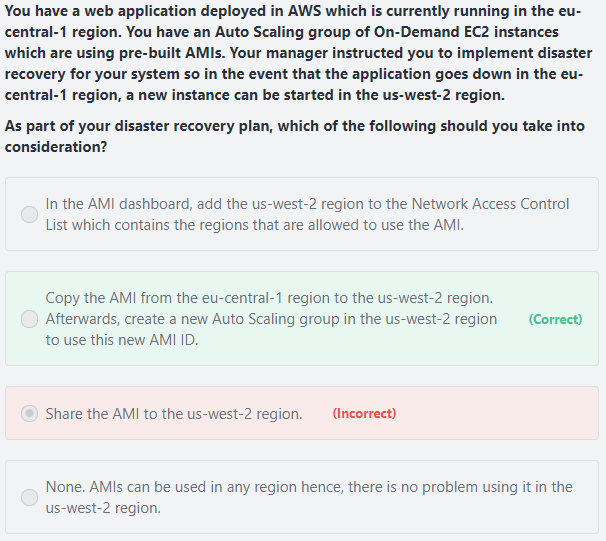 You have a web application deployed in AWS which is currently running in the eu-
central-1 region. You have an Auto Scaling group of On-Demand EC2 instances
which are using pre-built AMIs. Your manager instructed you to implement disaster
recovery for your system so in the event that the application goes down in the eu-
central-1 region, a new instance can be started in the us-west-2 region.
As part of your disaster recovery plan, which of the following should you take into
consideration?
In the AMI dashboard, add the us-west-2 region to the Network Access Control
List which contains the regions that are allowed to use the AMI.
Copy the AMI from the eu-central-1 region to the us-west-2 region.
Afterwards, create a new Auto Scaling group in the us-west-2 region (Correct)
to use this new AMI ID.
Share the AMI to the us-west-2 region. (Incorrect)
None. AMIs can be used in any region hence, there is no problem using it in the
us-west-2 region.